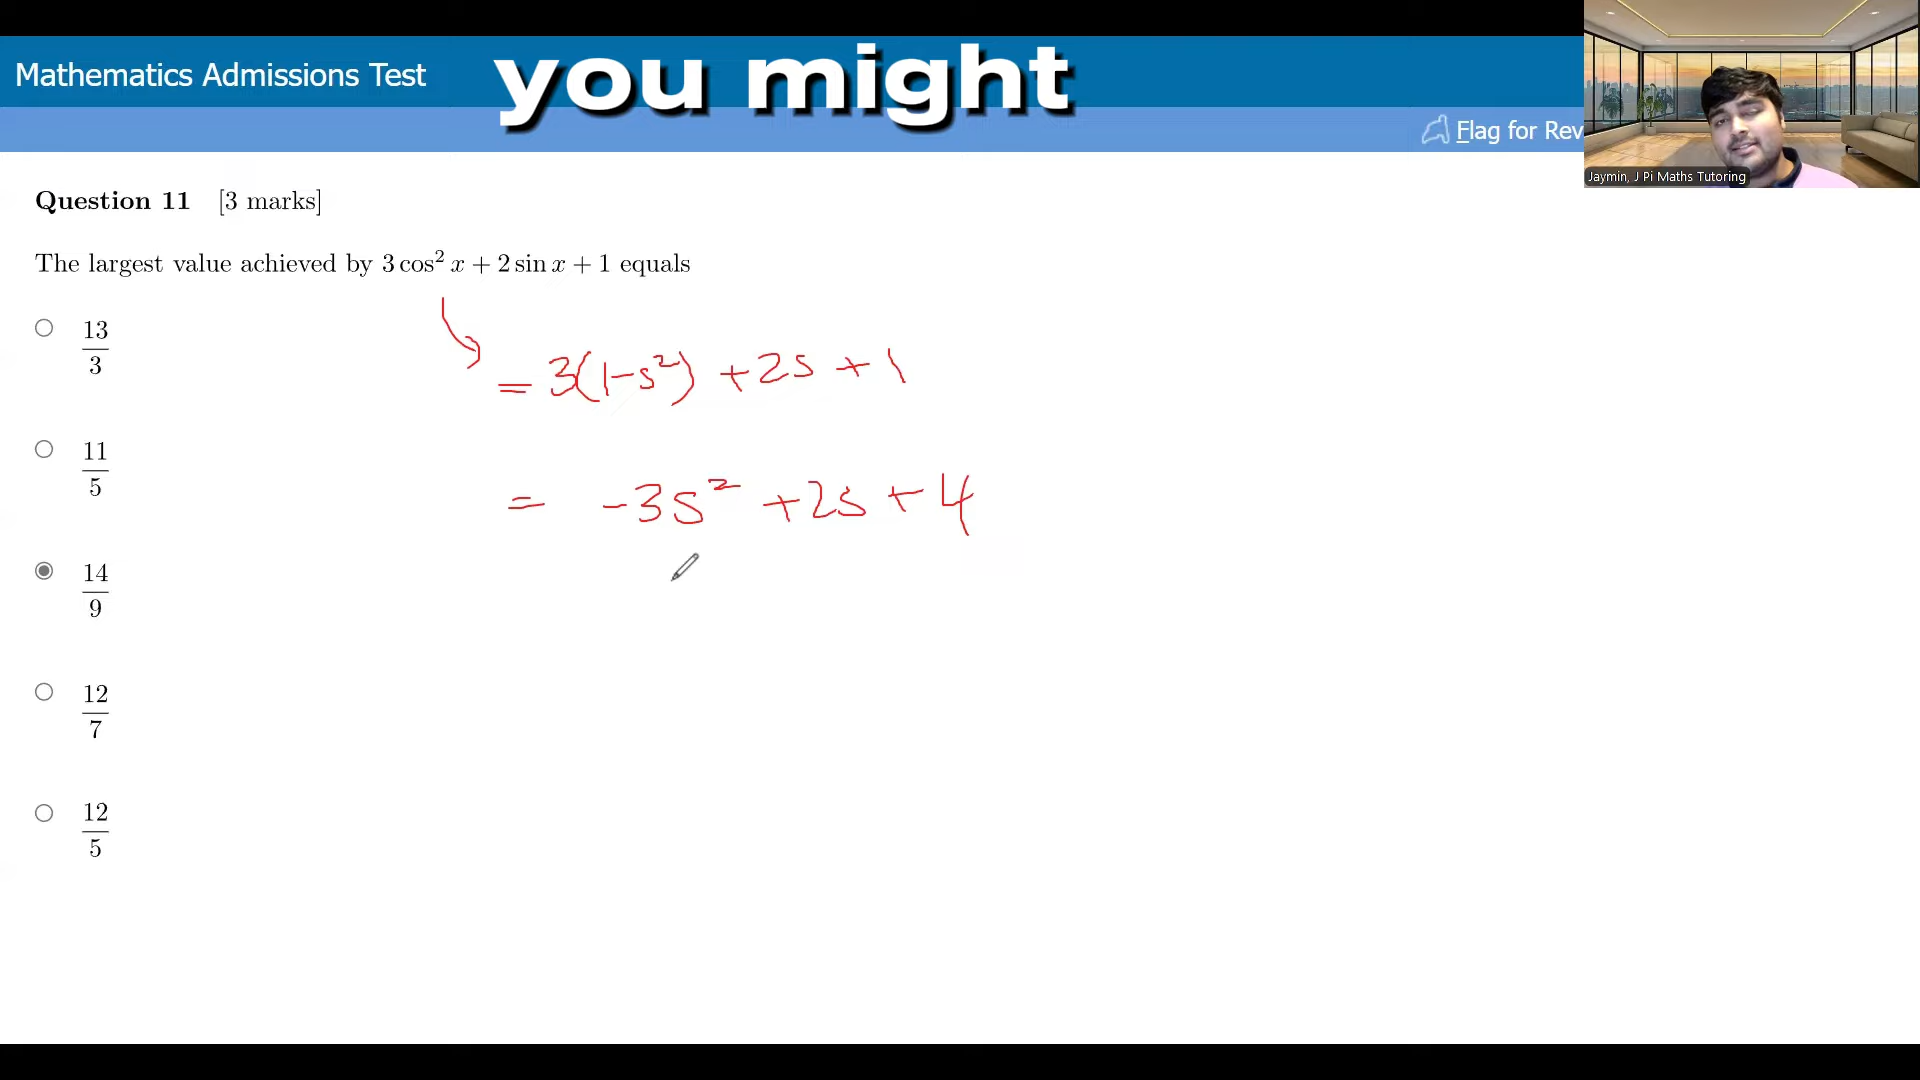 Mathematics Admissions Test
you might
Flag for Rev
Jaymin, J Pi Maths Tutoring
Question 11 [3 marks]
The largest value achieved by 3 cos² x + 2 sin x + 1 equals
13/3
= 3(1-s²) +2s +1
11/5
= -3s² +2s +4
14/9
12/7
12/5